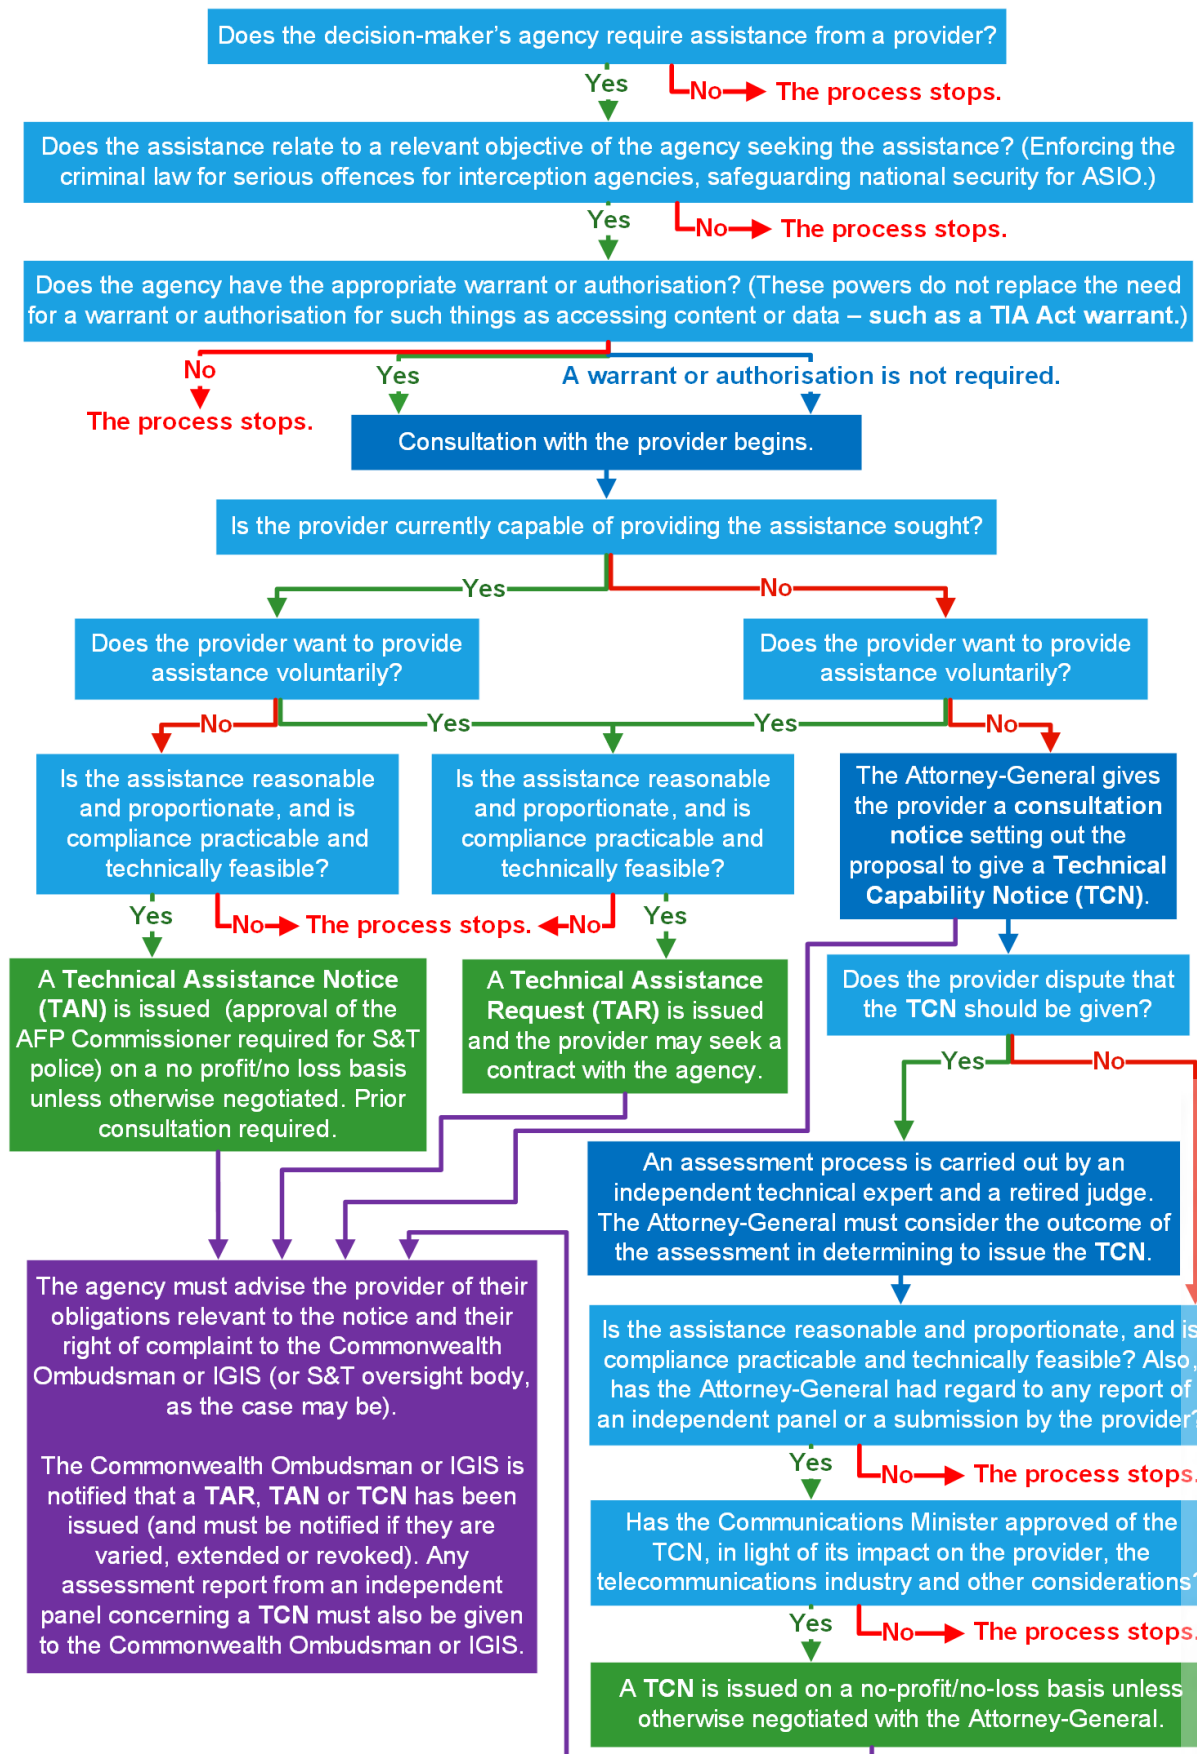 Does the decision-maker's agency require assistance from a provider?
Yes
No
The process stops.
Does the assistance relate to a relevant objective of the agency seeking the assistance? (Enforcing the
criminal law for serious offences for interception agencies, safeguarding national security for ASIO.)
Yes
No
The process stops.
Does the agency have the appropriate warrant or authorisation? (These powers do not replace the need
for a warrant or authorisation for such things as accessing content or data – such as a TIA Act warrant.)
No
Yes
A warrant or authorisation is not required.
The process stops.
Consultation with the provider begins.
Is the provider currently capable of providing the assistance sought?
Yes
No
Does the provider want to provide
assistance voluntarily?
Does the provider want to provide
assistance voluntarily?
No
Yes
Yes
No
Is the assistance reasonable
and proportionate, and is
compliance practicable and
technically feasible?
Is the assistance reasonable
and proportionate, and is
compliance practicable and
technically feasible?
The Attorney-General gives
the provider a consultation
notice setting out the
proposal to give a Technical
Capability Notice (TCN).
Yes
No
The process stops.
No
Yes
A Technical Assistance Notice
(TAN) is issued (approval of the
AFP Commissioner required for S&T
police) on a no profit/no loss basis
unless otherwise negotiated. Prior
consultation required.
A Technical Assistance
Request (TAR) is issued
and the provider may seek a
contract with the agency.
Does the provider dispute that
the TCN should be given?
Yes
No
An assessment process is carried out by an
independent technical expert and a retired judge.
The Attorney-General must consider the outcome of
the assessment in determining to issue the TCN.
The agency must advise the provider of their
obligations relevant to the notice and their
right of complaint to the Commonwealth
Ombudsman or IGIS (or S&T oversight body,
as the case may be).
The Commonwealth Ombudsman or IGIS is
notified that a TAR, TAN or TCN has been
issued (and must be notified if they are
varied, extended or revoked). Any
assessment report from an independent
panel concerning a TCN must also be given
to the Commonwealth Ombudsman or IGIS.
Is the assistance reasonable and proportionate, and is
compliance practicable and technically feasible? Also,
has the Attorney-General had regard to any report of
an independent panel or a submission by the provider?
Yes
No
The process stops.
Has the Communications Minister approved of the
TCN, in light of its impact on the provider, the
telecommunications industry and other considerations?
Yes
No
The process stops.
A TCN is issued on a no-profit/no-loss basis unless
otherwise negotiated with the Attorney-General.